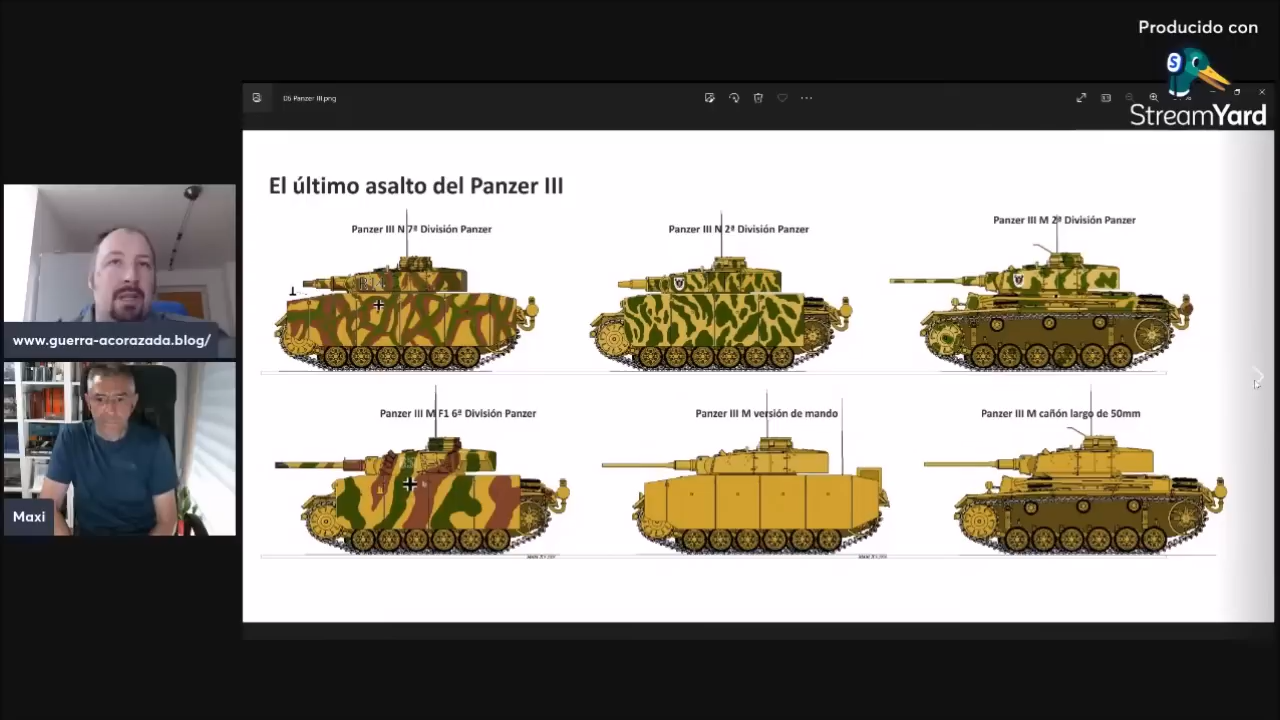 Producido con
StreamYard
D6 Panzer III.png
El último asalto del Panzer III
Panzer III N 7ª División Panzer
Panzer III N 2ª División Panzer
Panzer III M 2ª División Panzer
www.guerra-acorazada.blog/
Panzer III M F1 6ª División Panzer
Panzer III M versión de mando
Panzer III M cañón largo de 50mm
Maxi